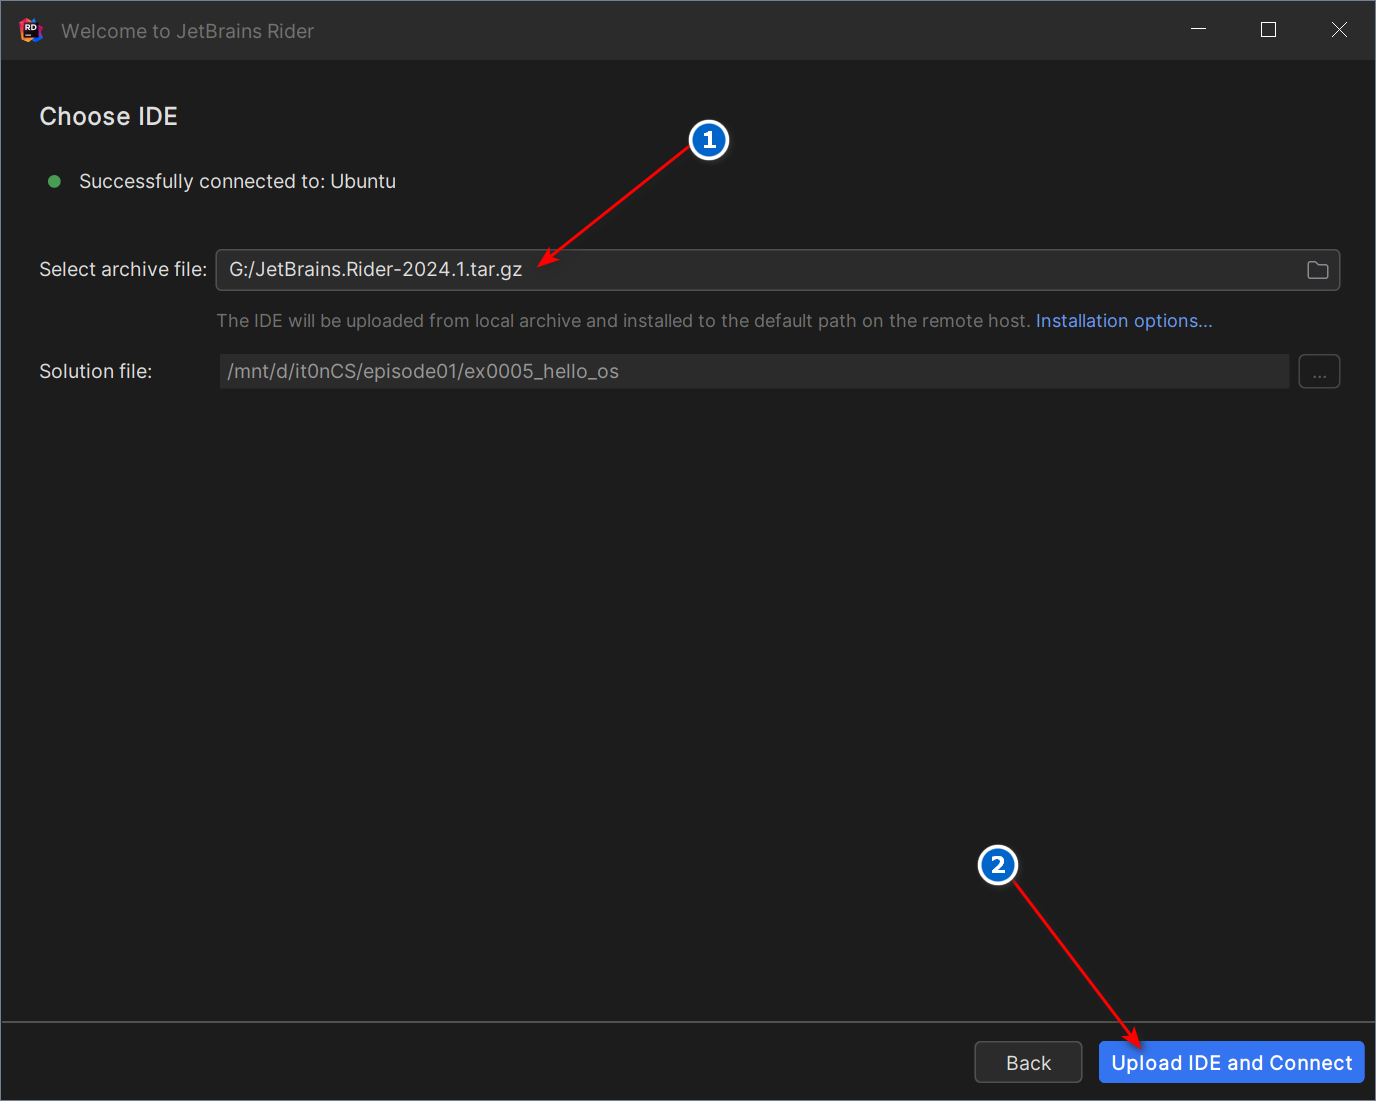 RD
Welcome to JetBrains Rider
Choose IDE
1
Successfully connected to: Ubuntu
Select archive file: G:/JetBrains.Rider-2024.1.tar.gz
The IDE will be uploaded from local archive and installed to the default path on the remote host. Installation options...
Solution file: /mnt/d/it0nCS/episode01/ex0005_hello_os ...
2
Back Upload IDE and Connect